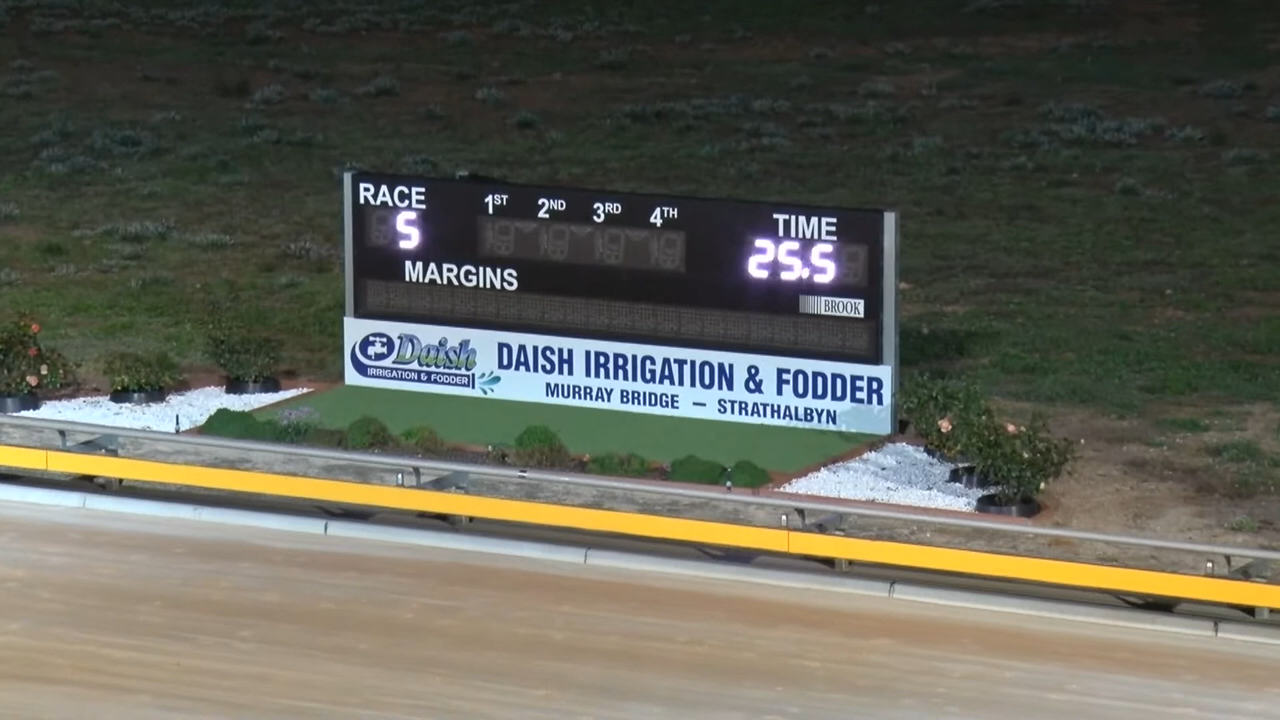 RACE 1ST 2ND 3RD 4TH TIME
5 25.5
MARGINS
BROOK
Daish
IRRIGATION & FODDER
DAISH IRRIGATION & FODDER
MURRAY BRIDGE – STRATHALBYN